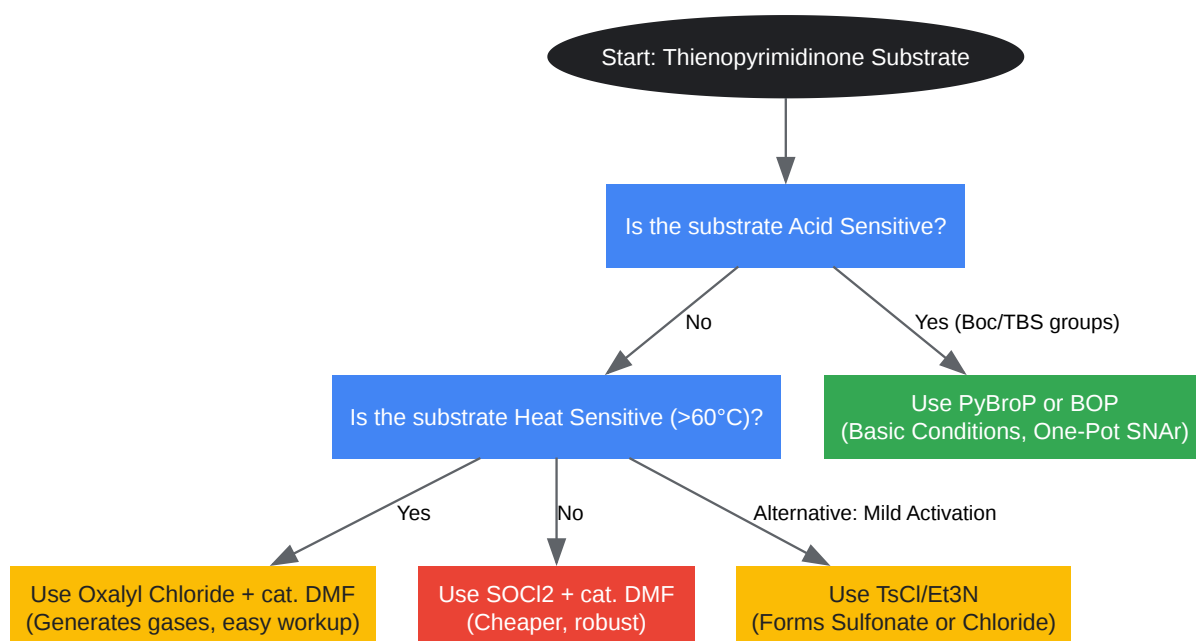 Start: Thienopyrimidinone Substrate
Is the substrate Acid Sensitive?
No
Yes (Boc/TBS groups)
Is the substrate Heat Sensitive (>60°C)?
Use PyBroP or BOP
(Basic Conditions, One-Pot SNAr)
Yes
No
Alternative: Mild Activation
Use Oxalyl Chloride + cat. DMF
(Generates gases, easy workup)
Use SOCl2 + cat. DMF
(Cheaper, robust)
Use TsCl/Et3N
(Forms Sulfonate or Chloride)